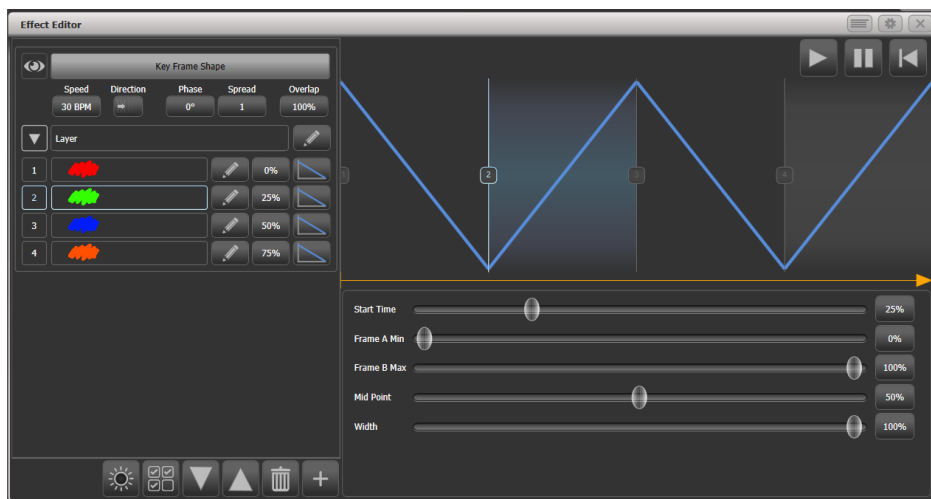 Effect Editor
Key Frame Shape
Speed Direction Phase Spread Overlap
30 BPM 0° 1 100%
Layer
1 0%
2 25%
3 50%
4 75%
1 2 3 4
Start Time 25%
Frame A Min 0%
Frame B Max 100%
Mid Point 50%
Width 100%